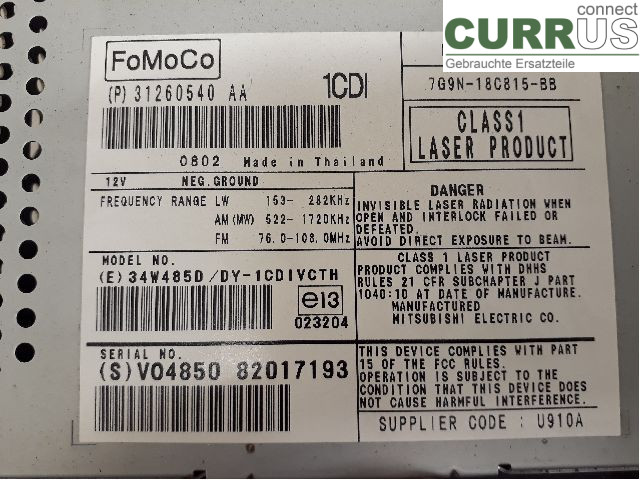 connect
CURRUS
Gebrauchte Ersatzteile
FoMoCo
(P) 31260540 AA
1CDI
7G9N-18C815-BB
CLASS1
LASER PRODUCT
0802 Made in Thailand
12V NEG.GROUND
FREQUENCY RANGE LW 153- 282KHz
AM(MW) 522-1720KHz
FM 76.0-108.0MHz
DANGER
INVISIBLE LASER RADIATION WHEN
OPEN AND INTERLOCK FAILED OR
DEFEATED.
AVOID DIRECT EXPOSURE TO BEAM.
MODEL NO.
(E) 34W485D/DY-1CDIVCTH
e13
023204
CLASS 1 LASER PRODUCT
PRODUCT COMPLIES WITH DHHS
RULES 21 CFR SUBCHAPTER J PART
1040:10 AT DATE OF MANUFACTURE.
MANUFACTURED
MITSUBISHI ELECTRIC CO.
SERIAL NO.
(S)V04850 82017193
THIS DEVICE COMPLIES WITH PART
15 OF THE FCC RULES.
OPERATION IS SUBJECT TO THE
CONDITION THAT THIS DEVICE DOES
NOT CAUSE HARMFUL INTERFERENCE.
SUPPLIER CODE : U910A